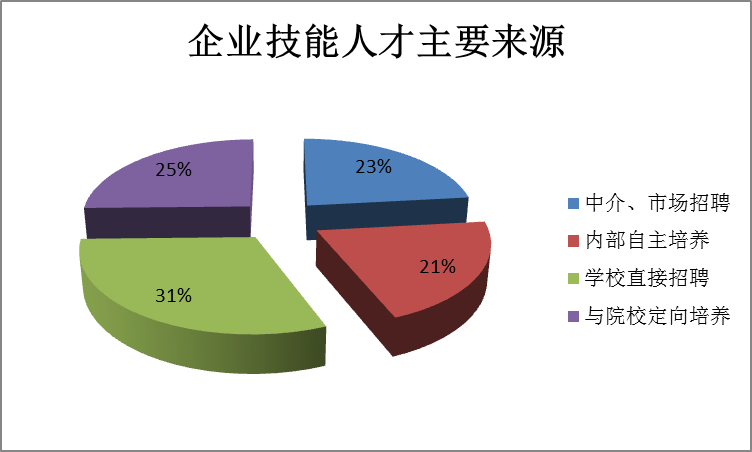 企业技能人才主要来源
25%
23%
21%
31%
中介、市场招聘
内部自主培养
学校直接招聘
与院校定向培养